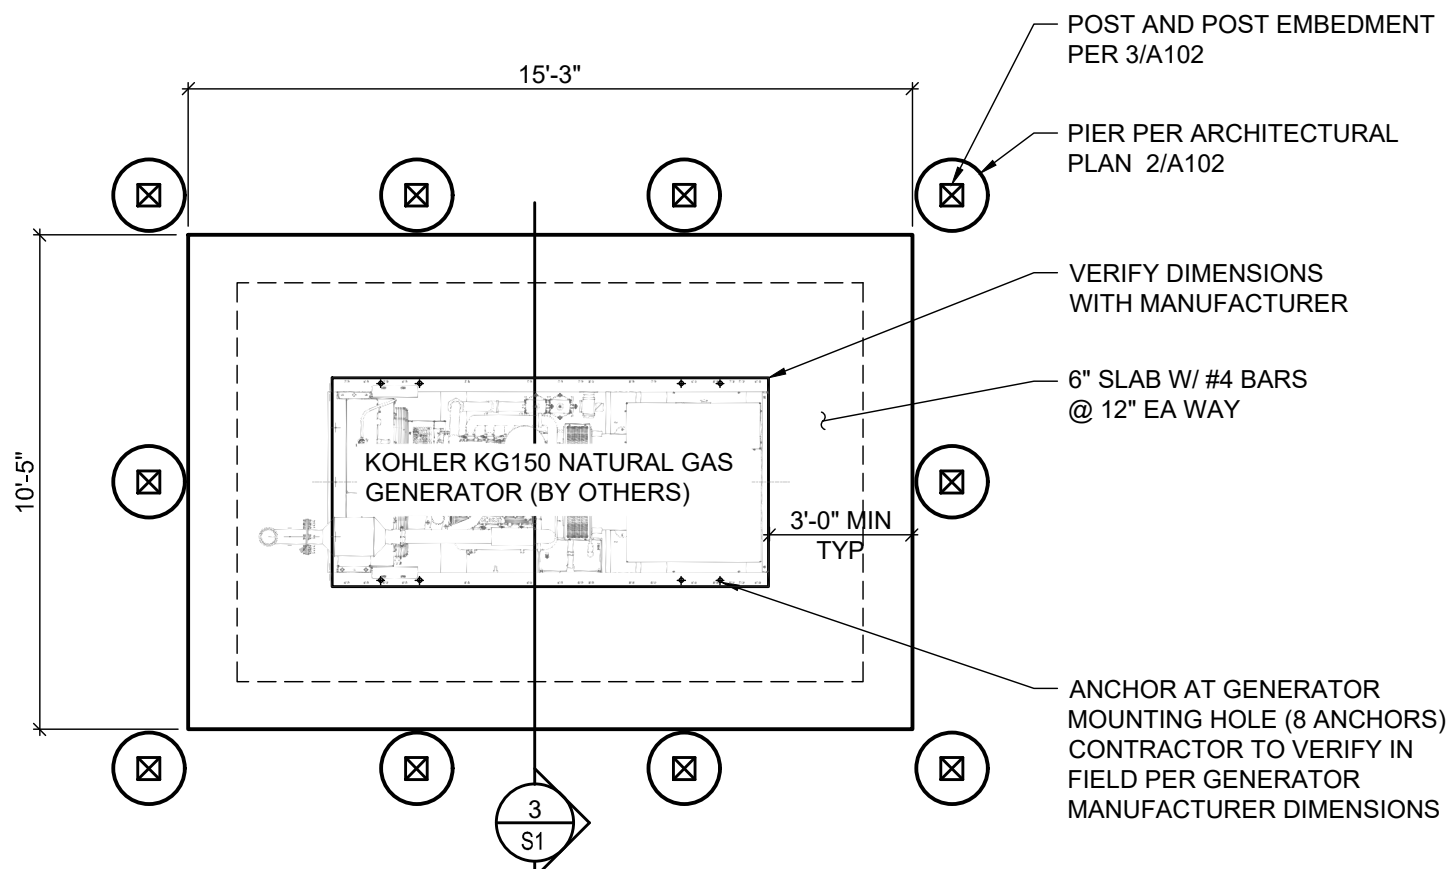 POST AND POST EMBEDMENT
PER 3/A102
15'-3"
PIER PER ARCHITECTURAL
PLAN 2/A102
VERIFY DIMENSIONS
WITH MANUFACTURER
6" SLAB W/ #4 BARS
@ 12" EA WAY
KOHLER KG150 NATURAL GAS
GENERATOR (BY OTHERS)
10'-5"
3'-0" MIN
TYP
ANCHOR AT GENERATOR
MOUNTING HOLE (8 ANCHORS)
CONTRACTOR TO VERIFY IN
FIELD PER GENERATOR
MANUFACTURER DIMENSIONS
3
S1